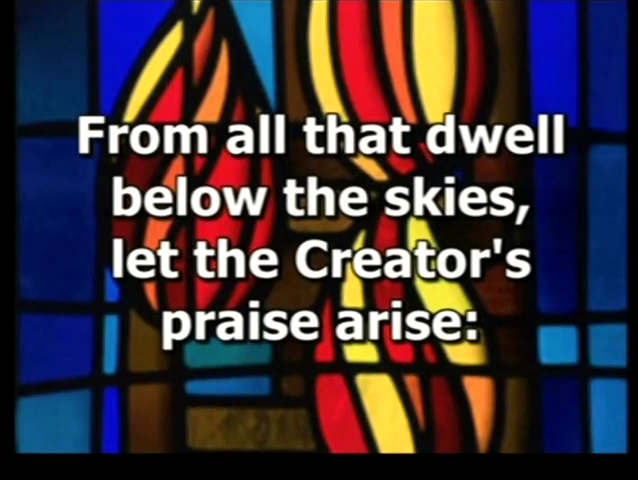 From all that dwell
below the skies,
let the Creator's
praise arise: